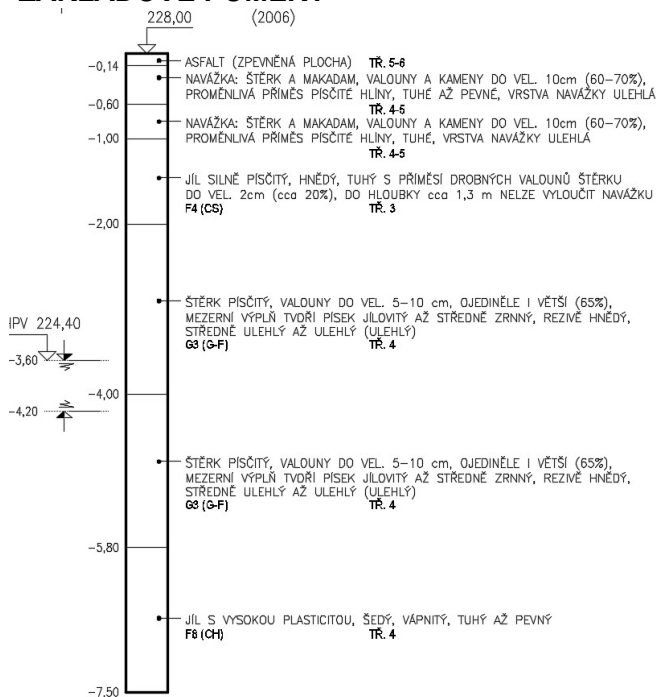 228,00 (2006)
-0,14
ASFALT (ZPEVNĚNÁ PLOCHA) TŘ. 5-6
NAVÁŽKA: ŠTĚRK A MAKADAM, VALOUNY A KAMENY DO VEL. 10cm (60-70%),
PROMĚNLIVÁ PŘÍMĚS PÍSČITÉ HLÍNY, TUHÉ AŽ PEVNÉ, VRSTVA NAVÁŽKY ULEHLÁ
-0,60
TŘ. 4-5
NAVÁŽKA: ŠTĚRK A MAKADAM, VALOUNY A KAMENY DO VEL. 10cm (60-70%),
PROMĚNLIVÁ PŘÍMĚS PÍSČITÉ HLÍNY, TUHÉ, VRSTVA NAVÁŽKY ULEHLÁ
-1,00
TŘ. 4-5
JÍL SILNĚ PÍSČITÝ, HNĚDÝ, TUHÝ S PŘÍMĚSÍ DROBNÝCH VALOUNŮ ŠTĚRKU
DO VEL. 2cm (cca 20%), DO HLOUBKY cca 1,3 m NELZE VYLOUČIT NAVÁŽKU
F4 (CS) TŘ. 3
-2,00
ŠTĚRK PÍSČITÝ, VALOUNY DO VEL. 5-10 cm, OJEDINĚLE I VĚTŠÍ (65%),
MEZERNÍ VÝPLŇ TVOŘÍ PÍSEK JÍLOVITÝ AŽ STŘEDNĚ ZRNNÝ, REZIVĚ HNĚDÝ,
STŘEDNĚ ULEHLÝ AŽ ULEHLÝ (ULEHLÝ)
G3 (G-F) TŘ. 4
HPV 224,40
-3,60
-4,00
-4,20
ŠTĚRK PÍSČITÝ, VALOUNY DO VEL. 5-10 cm, OJEDINĚLE I VĚTŠÍ (65%),
MEZERNÍ VÝPLŇ TVOŘÍ PÍSEK JÍLOVITÝ AŽ STŘEDNĚ ZRNNÝ, REZIVĚ HNĚDÝ,
STŘEDNĚ ULEHLÝ AŽ ULEHLÝ (ULEHLÝ)
G3 (G-F) TŘ. 4
-5,80
JÍL S VYSOKOU PLASTICITOU, ŠEDÝ, VÁPNITÝ, TUHÝ AŽ PEVNÝ
F8 (CH) TŘ. 4
-7.50